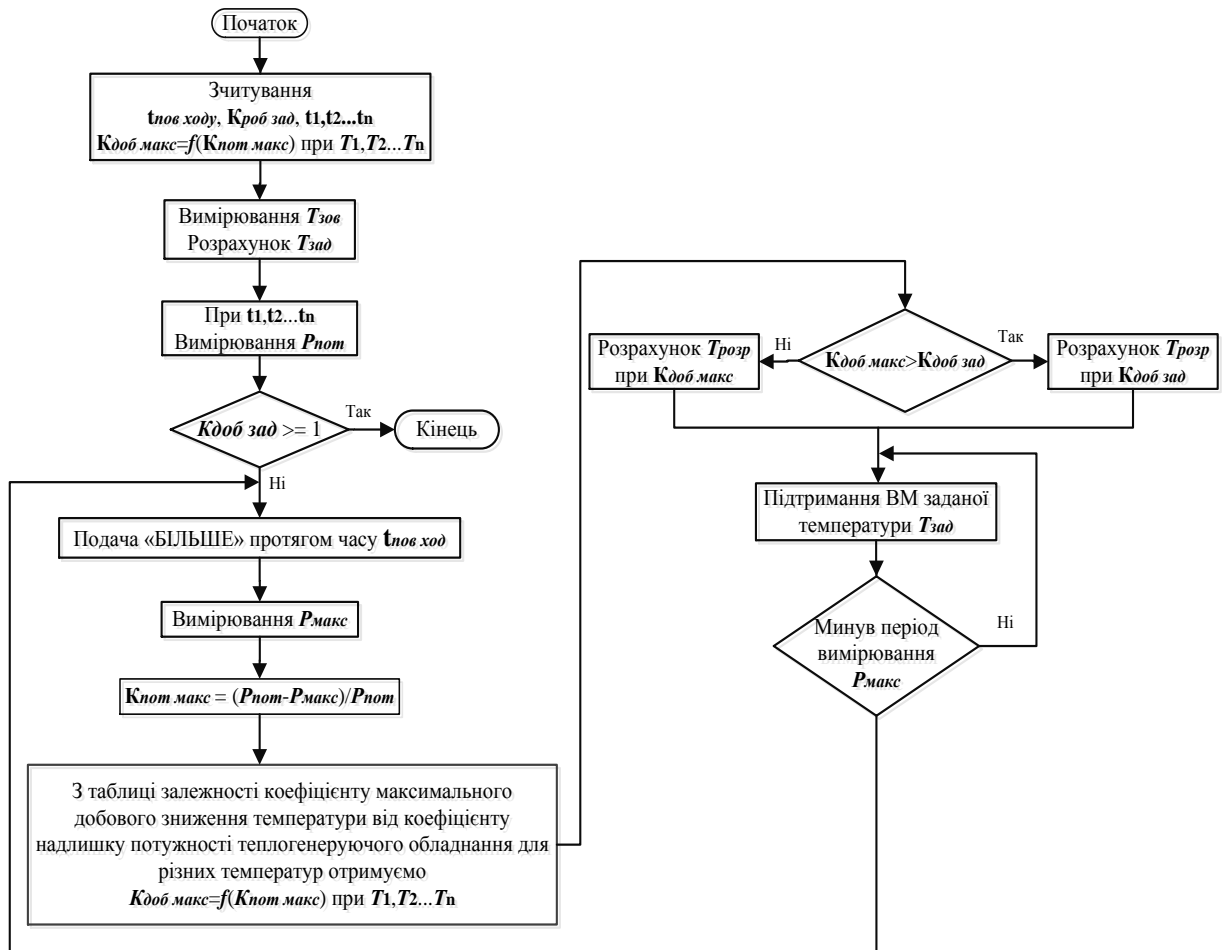 Початок
Зчитування
tпов ходу, Kроб зад, t1,t2...tn
Kдоб макс=f(Kпот макс) при T1,T2...Tn
Вимірювання Tзов
Розрахунок Tзад
При t1,t2...tn
Вимірювання Pпот
Kдоб зад >= 1
Так
Кінець
Ні
Подача «БІЛЬШЕ» протягом часу tпов ход
Вимірювання Pмакс
Kпот макс = (Pпот-Pмакс)/Pпот
З таблиці залежності коефіцієнту максимального
добового зниження температури від коефіцієнту
надлишку потужності теплогенеруючого обладнання для
різних температур отримуємо
Kдоб макс=f(Kпот макс) при T1,T2...Tn
Kдоб макс>Kдоб зад
Ні
Так
Розрахунок Tрозр
при Kдоб макс
Розрахунок Tрозр
при Kдоб зад
Підтримання ВМ заданої
температури Tзад
Минув період
вимірювання
Pмакс
Ні